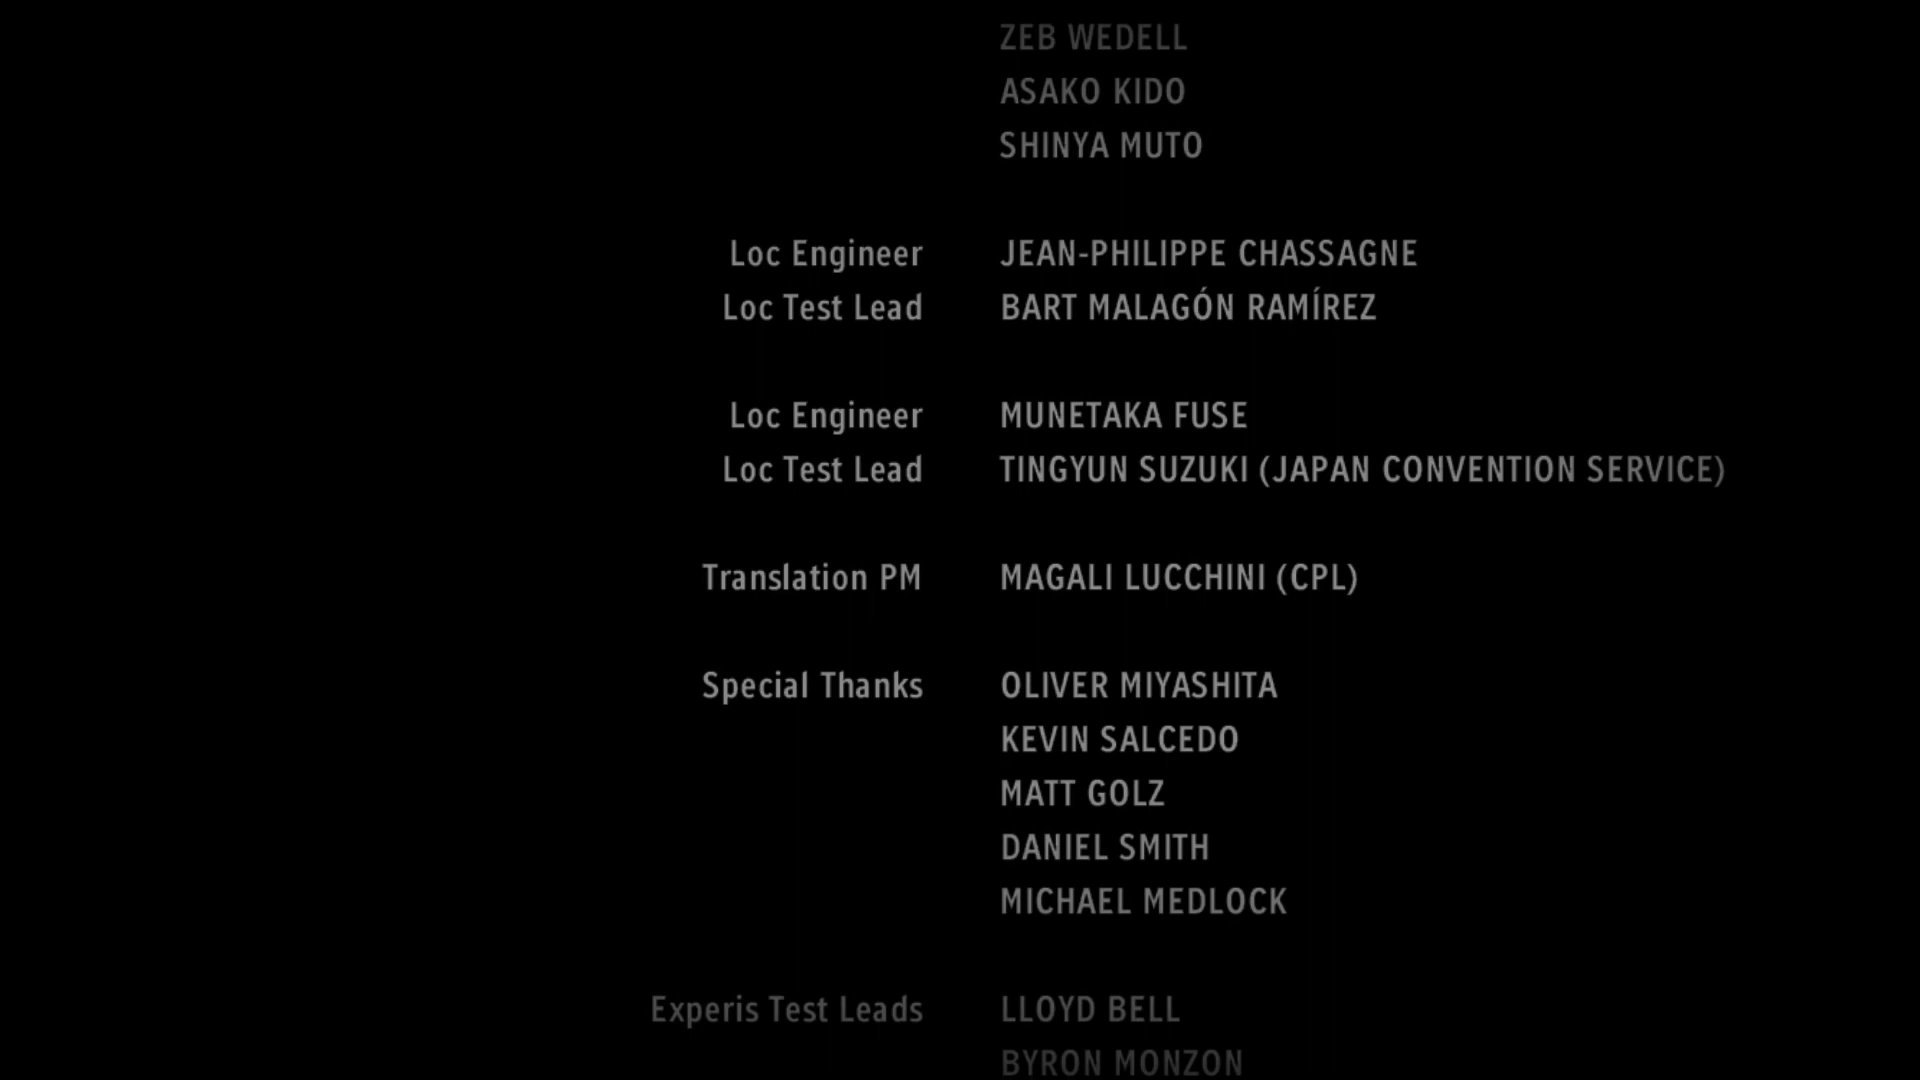 ZEB WEDELL
ASAKO KIDO
SHINYA MUTO
Loc Engineer JEAN-PHILIPPE CHASSAGNE
Loc Test Lead BART MALAGÓN RAMÍREZ
Loc Engineer MUNETAKA FUSE
Loc Test Lead TINGYUN SUZUKI (JAPAN CONVENTION SERVICE)
Translation PM MAGALI LUCCHINI (CPL)
Special Thanks OLIVER MIYASHITA
KEVIN SALCEDO
MATT GOLZ
DANIEL SMITH
MICHAEL MEDLOCK
Experis Test Leads LLOYD BELL
BYRON MONZON